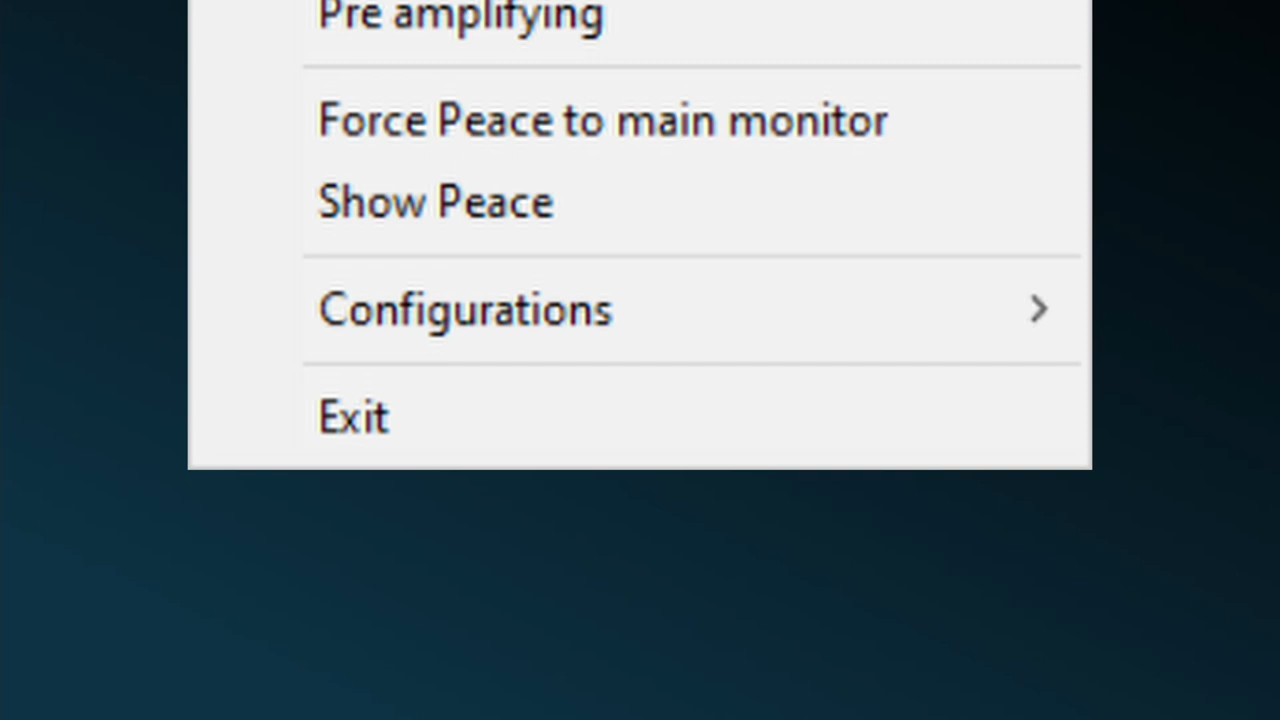 Pre amplifying
Force Peace to main monitor
Show Peace
Configurations
Exit